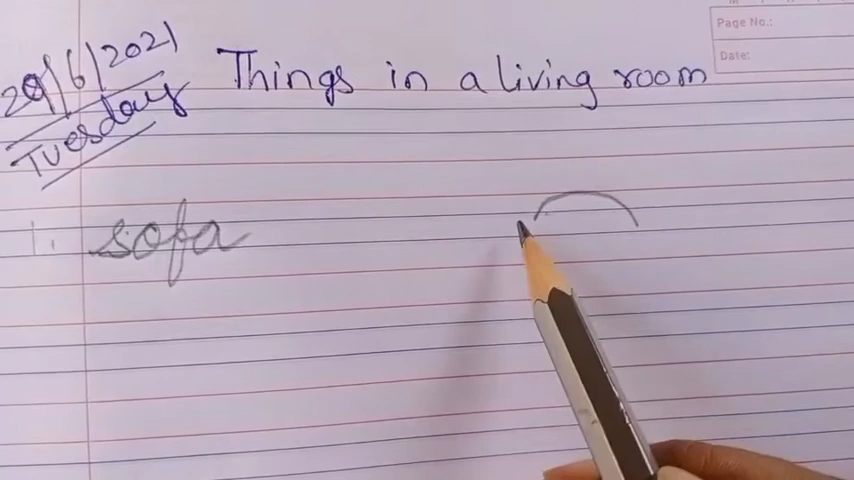 Page No.:
Date:
29/6/2021
Tuesday
Things in a living room
1. sofa